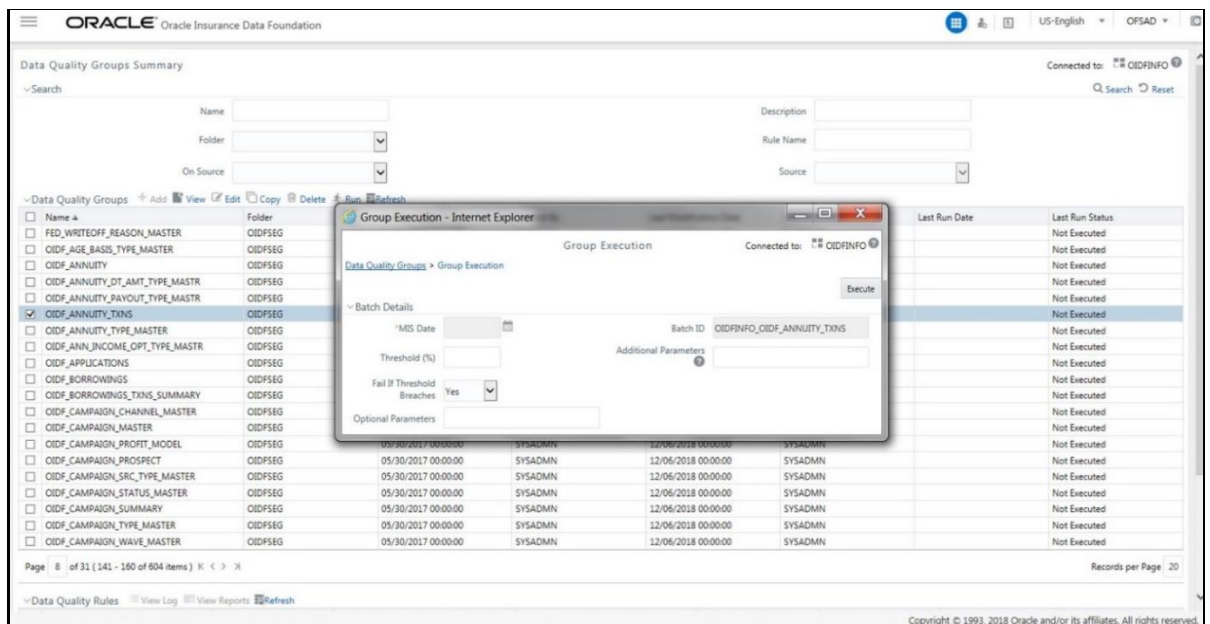 ORACLE Oracle Insurance Data Foundation US-English OFSAD
Data Quality Groups Summary Connected to: OIDFINFO
Search Search Reset
Name Description
Folder Rule Name
On Source Source
Data Quality Groups Add View Edit Copy Delete Run Refresh
Name Folder Last Run Date Last Run Status
FED_WRITEOFF_REASON_MASTER OIDFSEG Not Executed
OIDF_AGE_BASIS_TYPE_MASTER OIDFSEG Not Executed
OIDF_ANNUITY OIDFSEG Not Executed
OIDF_ANNUITY_DT_AMT_TYPE_MASTR OIDFSEG Not Executed
OIDF_ANNUITY_PAYOUT_TYPE_MASTR OIDFSEG Not Executed
OIDF_ANNUITY_TXNS OIDFSEG Not Executed
OIDF_ANNUITY_TYPE_MASTER OIDFSEG Not Executed
OIDF_ANN_INCOME_OPT_TYPE_MASTR OIDFSEG Not Executed
OIDF_APPLICATIONS OIDFSEG Not Executed
OIDF_BORROWINGS OIDFSEG Not Executed
OIDF_BORROWINGS_TXNS_SUMMARY OIDFSEG Not Executed
OIDF_CAMPAIGN_CHANNEL_MASTER OIDFSEG Not Executed
OIDF_CAMPAIGN_MASTER OIDFSEG Not Executed
Group Execution - Internet Explorer
Group Execution Connected to: OIDFINFO
Data Quality Groups > Group Execution
Execute
Batch Details
*MIS Date Batch ID OIDFINFO_OIDF_ANNUITY_TXNS
Threshold (%) Additional Parameters
Fail If Threshold Breaches Yes
Optional Parameters
OIDF_CAMPAIGN_PROFIT_MODEL OIDFSEG 05/30/2017 00:00:00 SYSADMN 12/06/2018 00:00:00 SYSADMN Not Executed
OIDF_CAMPAIGN_PROSPECT OIDFSEG 05/30/2017 00:00:00 SYSADMN 12/06/2018 00:00:00 SYSADMN Not Executed
OIDF_CAMPAIGN_SRC_TYPE_MASTER OIDFSEG 05/30/2017 00:00:00 SYSADMN 12/06/2018 00:00:00 SYSADMN Not Executed
OIDF_CAMPAIGN_STATUS_MASTER OIDFSEG 05/30/2017 00:00:00 SYSADMN 12/06/2018 00:00:00 SYSADMN Not Executed
OIDF_CAMPAIGN_SUMMARY OIDFSEG 05/30/2017 00:00:00 SYSADMN 12/06/2018 00:00:00 SYSADMN Not Executed
OIDF_CAMPAIGN_TYPE_MASTER OIDFSEG 05/30/2017 00:00:00 SYSADMN 12/06/2018 00:00:00 SYSADMN Not Executed
OIDF_CAMPAIGN_WAVE_MASTER OIDFSEG 05/30/2017 00:00:00 SYSADMN 12/06/2018 00:00:00 SYSADMN Not Executed
Page 8 of 31 ( 141 - 160 of 604 items ) Records per Page 20
Data Quality Rules View Log View Reports Refresh
Copyright © 1993, 2018 Oracle and/or its affiliates. All rights reserved.